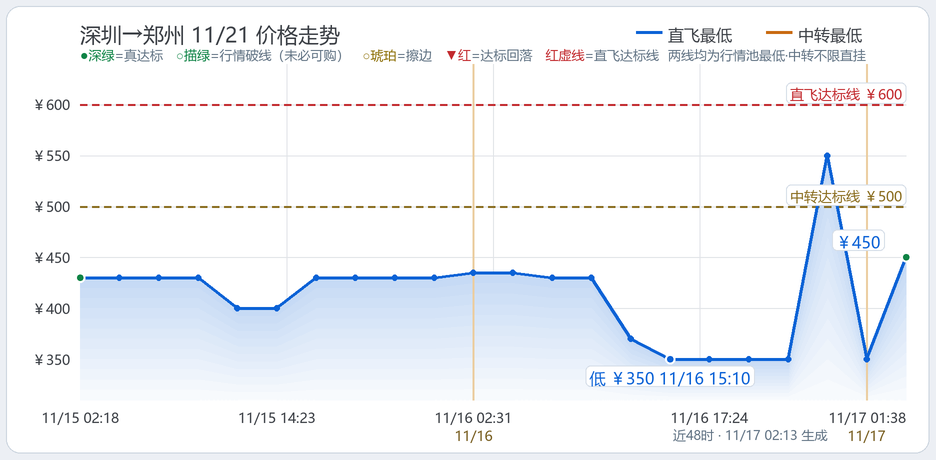 深圳→郑州 11/21 价格走势
直飞最低 中转最低
●深绿=真达标 ○描绿=行情破线（未必可购） ○琥珀=擦边 ▼红=达标回落 红虚线=直飞达标线 两线均为行情池最低·中转不限直挂
¥600
直飞达标线 ¥600
¥550
¥500
中转达标线 ¥500
¥450
¥450
¥400
¥350
低 ¥350 11/16 15:10
11/15 02:18 11/15 14:23 11/16 02:31 11/16 17:24 11/17 01:38
11/16 近48时 · 11/17 02:13 生成 11/17